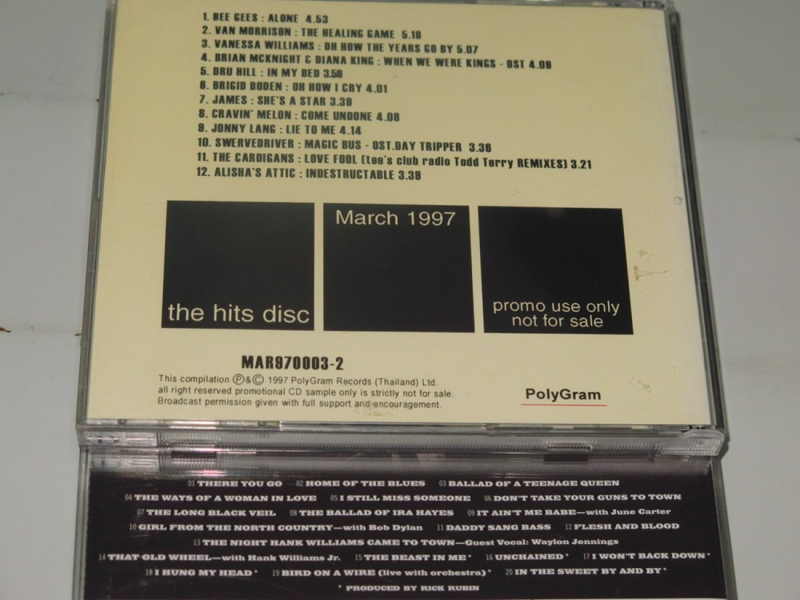 1. BEE GEES : ALONE 4.53
2. VAN MORRISON : THE HEALING GAME 5.18
3. VANESSA WILLIAMS : OH HOW THE YEARS GO BY 5.07
4. BRIAN MCKNIGHT & DIANA KING : WHEN WE WERE KINGS - OST 4.09
5. DRU HILL : IN MY BED 3.58
6. BRIGID BODEN : OH HOW I CRY 4.01
7. JAMES : SHE'S A STAR 3.39
8. CRAVIN' MELON : COME UNDONE 4.08
9. JONNY LANG : LIE TO ME 4.14
10. SWERVEDRIVER : MAGIC BUS - OST.DAY TRIPPER 3.36
11. THE CARDIGANS : LOVE FOOL (tee's club radio Todd Terry REMIXES) 3.21
12. ALISHA'S ATTIC : INDESTRUCTABLE 3.38
the hits disc
March 1997
promo use only
not for sale
MAR970003-2
This compilation Ⓟ&© 1997 PolyGram Records (Thailand) Ltd.
all right reserved promotional CD sample only is strictly not for sale.
Broadcast permission given with full support and encouragement.
PolyGram
01 THERE YOU GO 02 HOME OF THE BLUES 03 BALLAD OF A TEENAGE QUEEN
04 THE WAYS OF A WOMAN IN LOVE 05 I STILL MISS SOMEONE 06 DON'T TAKE YOUR GUNS TO TOWN
07 THE LONG BLACK VEIL 08 THE BALLAD OF IRA HAYES 09 IT AIN'T ME BABE—with June Carter
10 GIRL FROM THE NORTH COUNTRY—with Bob Dylan 11 DADDY SANG BASS 12 FLESH AND BLOOD
13 THE NIGHT HANK WILLIAMS CAME TO TOWN—Guest Vocal: Waylon Jennings
14 THAT OLD WHEEL—with Hank Williams Jr. 15 THE BEAST IN ME* 16 UNCHAINED* 17 I WON'T BACK DOWN*
18 I HUNG MY HEAD* 19 BIRD ON A WIRE (live with orchestra)* 20 IN THE SWEET BY AND BY*
* PRODUCED BY RICK RUBIN